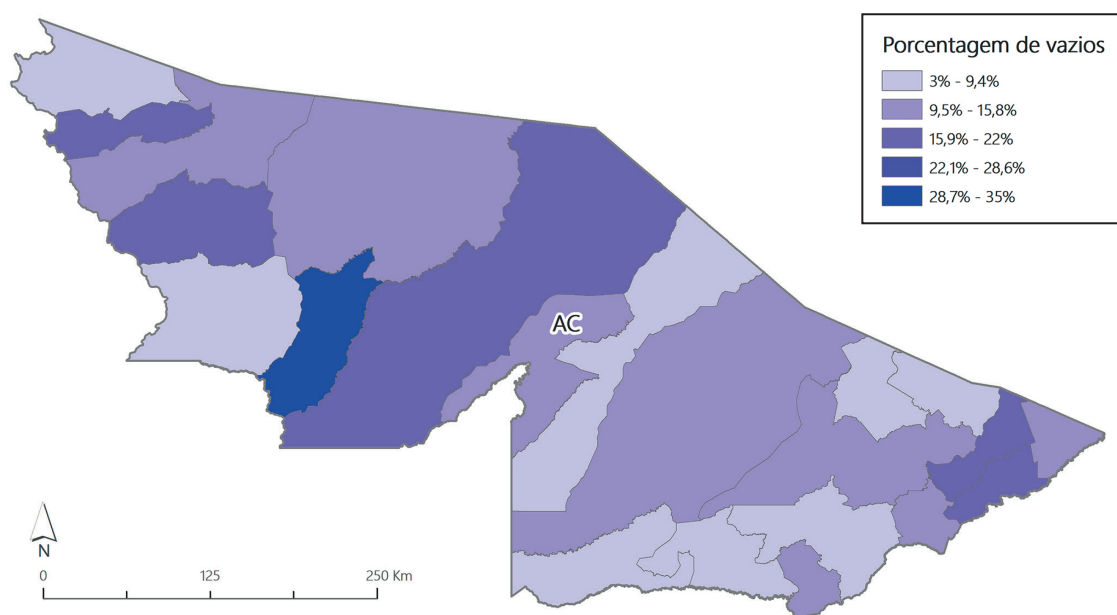 Porcentagem de vazios
3% - 9,4%
9,5% - 15,8%
15,9% - 22%
22,1% - 28,6%
28,7% - 35%
AC
N
0 125 250 Km